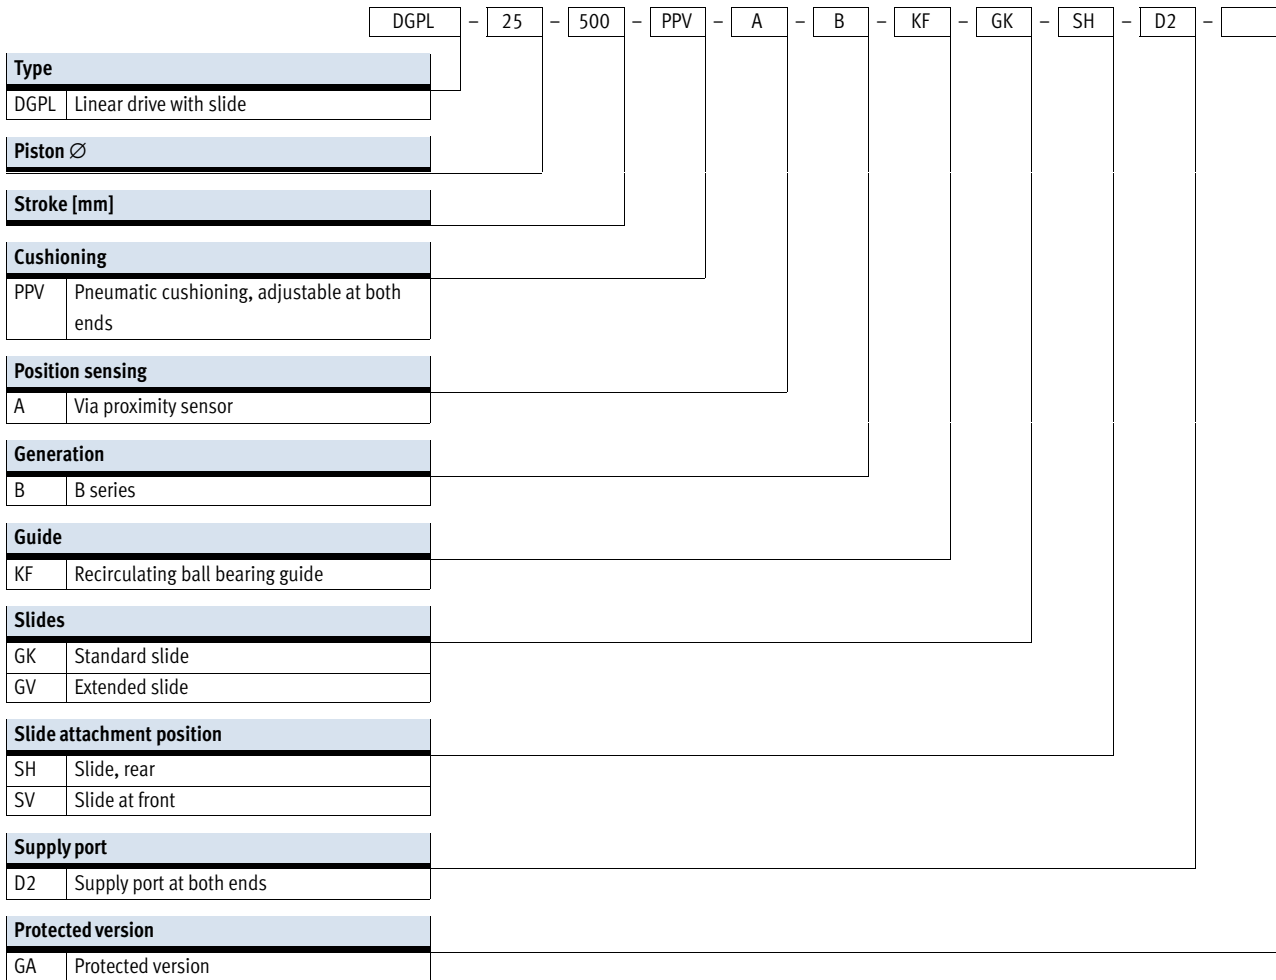 DGPL – 25 – 500 – PPV – A – B – KF – GK – SH – D2 –
Type
DGPL Linear drive with slide
Piston ∅
Stroke [mm]
Cushioning
PPV Pneumatic cushioning, adjustable at both
ends
Position sensing
A Via proximity sensor
Generation
B B series
Guide
KF Recirculating ball bearing guide
Slides
GK Standard slide
GV Extended slide
Slide attachment position
SH Slide, rear
SV Slide at front
Supply port
D2 Supply port at both ends
Protected version
GA Protected version